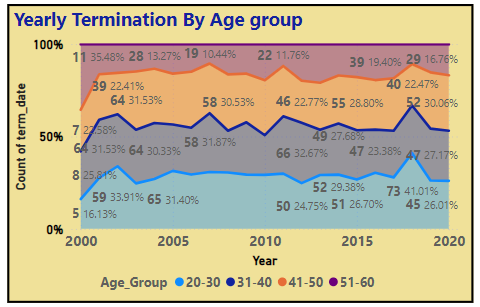 Yearly Termination By Age group
100%
11 35.48% 28 13.27% 19 10.44% 22 11.76% 39 19.40% 29 16.76%
39 22.41% 40 22.47%
64 31.53% 58 30.53% 46 22.77% 55 28.80% 52 30.06%
7 22.58% 49 27.68%
50%
64 31.53% 64 30.33% 58 31.87% 66 32.67% 47 23.38% 47 27.17%
8 25.81% 52 29.38% 73 41.01%
59 33.91% 65 31.40% 50 24.75% 51 26.70% 45 26.01%
5 16.13%
0%
Count of term_date
2000 2005 2010 2015 2020
Year
Age_Group 20-30 31-40 41-50 51-60